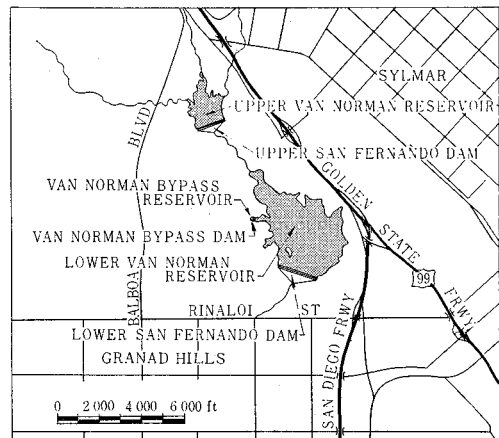 SYLMAR
UPPER VAN NORMAN RESERVOIR
BLVD
UPPER SAN FERNANDO DAM
GOLDEN
STATE
FRWY
VAN NORMAN BYPASS
RESERVOIR
VAN NORMAN BYPASS DAM
LOWER VAN NORMAN
RESERVOIR
99
BALBOA
RINALOI ST
LOWER SAN FERNANDO DAM
GRANAD HILLS
SAN DIEGO FRWY
0 2 000 4 000 6 000 ft